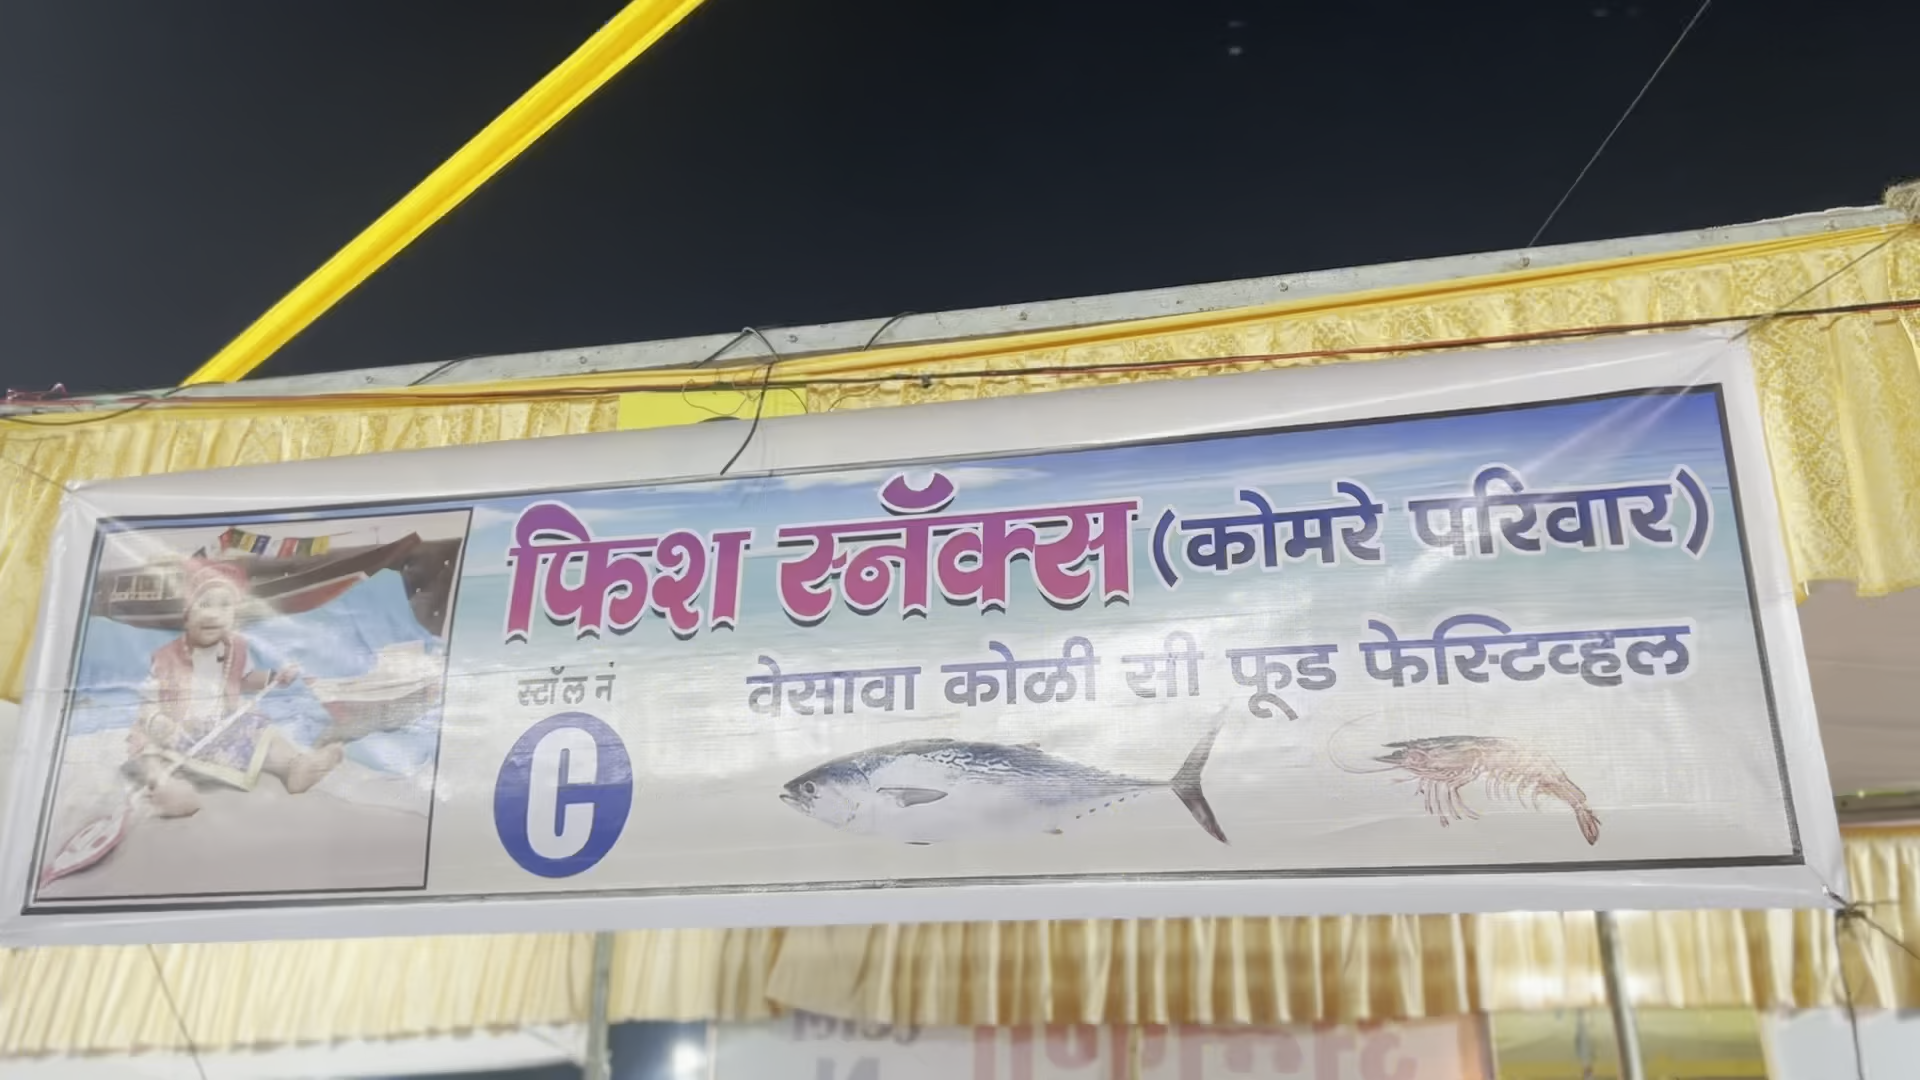 फिश स्नॅक्स (कोमरे परिवार)
वेसावा कोळी सी फूड फेस्टिव्हल
स्टॉल नं
C